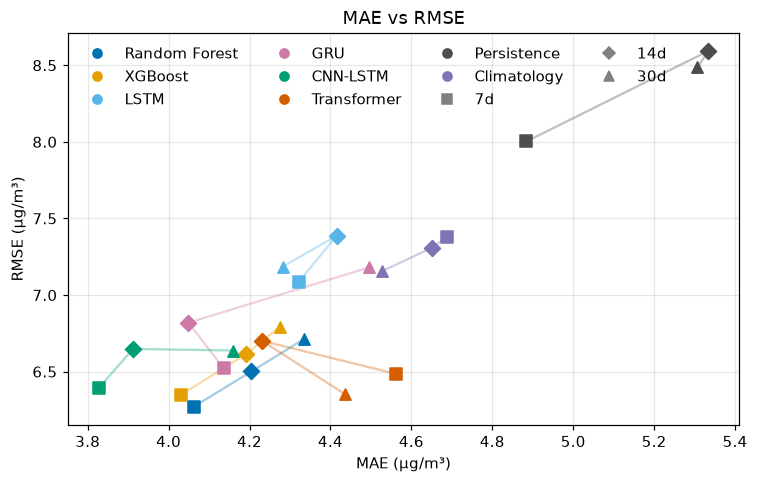 MAE vs RMSE
Random Forest GRU Persistence 14d
XGBoost CNN-LSTM Climatology 30d
LSTM Transformer 7d
RMSE (µg/m³)
8.5
8.0
7.5
7.0
6.5
3.8 4.0 4.2 4.4 4.6 4.8 5.0 5.2 5.4
MAE (µg/m³)